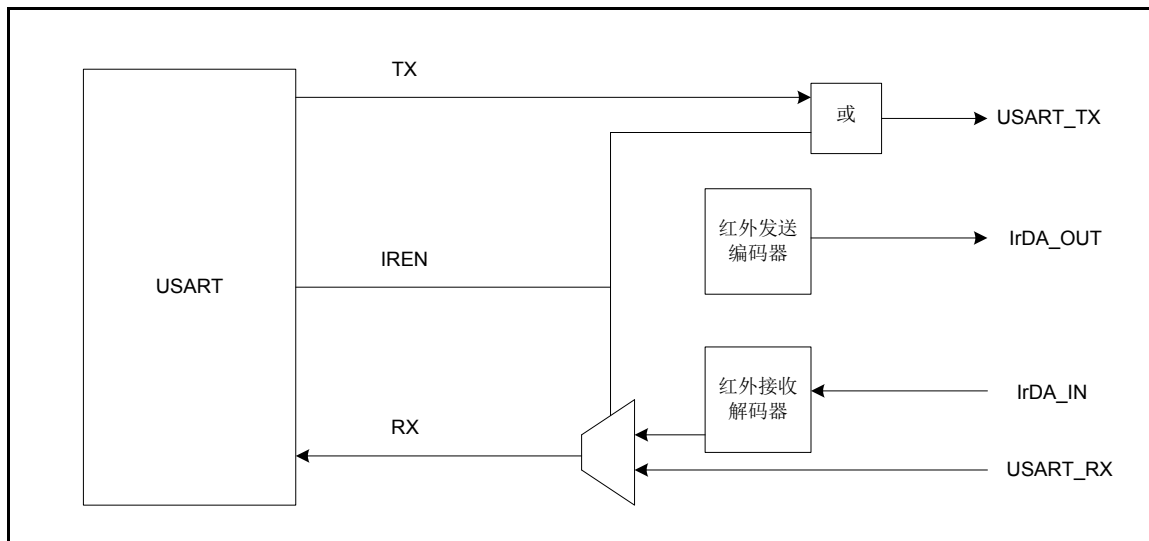 TX
或
USART_TX
红外发送
编码器
IrDA_OUT
IREN
USART
红外接收
解码器
IrDA_IN
RX
USART_RX